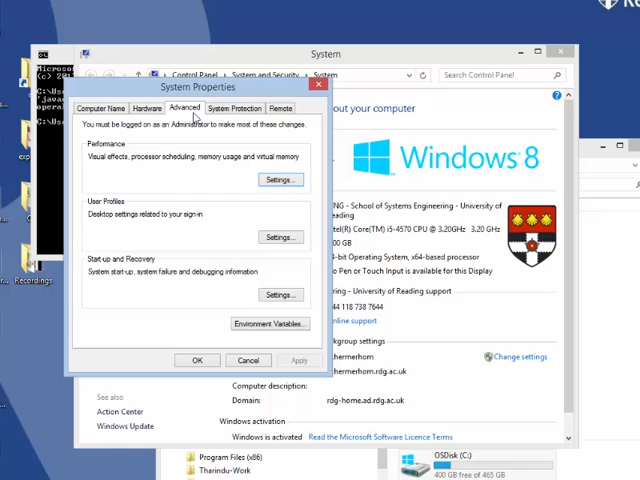 System
Control Panel
System and Security
System
Search Control Panel
System Properties
Computer Name
Hardware
Advanced
System Protection
Remote
You must be logged on as an Administrator to make most of these changes.
Performance
Visual effects, processor scheduling, memory usage and virtual memory
Settings...
User Profiles
Desktop settings related to your sign-in
Settings...
Start-up and Recovery
System start-up, system failure and debugging information
Settings...
Environment Variables...
OK
Cancel
Apply
out your computer
Windows 8
NG - School of Systems Engineering - University of
eading
Core(TM) i5-4570 CPU @ 3.20GHz 3.20 GHz
00 GB
Operating System, x64-based processor
Pen or Touch Input is available for this Display
ring - University of Reading support
44 118 738 7644
nline support
kgroup settings
chermerhorn
Change settings
chermerhorn.rdg.ac.uk
Computer description:
Domain:
rdg-home.ad.rdg.ac.uk
Windows activation
Windows is activated
Read the Microsoft Software Licence Terms
See also
Action Center
Windows Update
Recordings
Program Files (x86)
Tharindu-Work
OSDisk (C:)
400 GB free of 465 GB